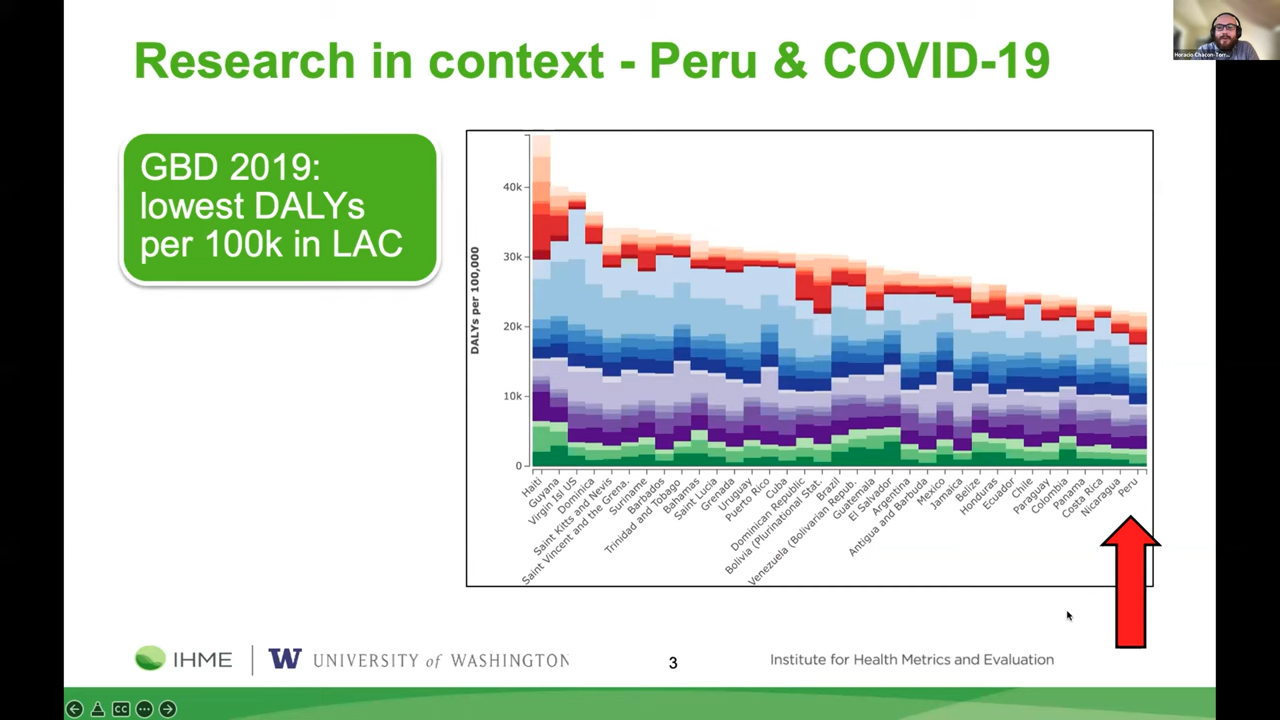 Research in context - Peru & COVID-19
Horacio Chacon-Torr...
GBD 2019:
lowest DALYs
per 100k in LAC
DALYs per 100,000
40k
30k
20k
10k
0
Haiti
Guyana
Virgin Isl US
Dominica
Saint Kitts and Nevis
Saint Vincent and the Grena.
Suriname
Barbados
Trinidad and Tobago
Bahamas
Saint Lucia
Grenada
Uruguay
Puerto Rico
Cuba
Dominican Republic
Bolivia (Plurinational Stat.
Brazil
Venezuela (Bolivarian Repub.
Guatemala
El Salvador
Argentina
Antigua and Barbuda
Mexico
Jamaica
Belize
Honduras
Ecuador
Chile
Paraguay
Colombia
Panama
Costa Rica
Nicaragua
Peru
IHME
W UNIVERSITY of WASHINGTON
3
Institute for Health Metrics and Evaluation
CC